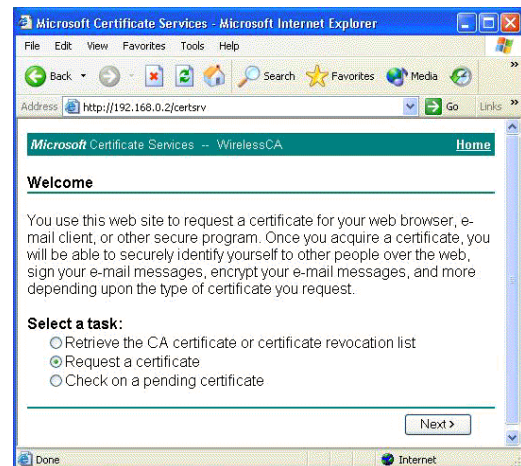 Microsoft Certificate Services - Microsoft Internet Explorer
File Edit View Favorites Tools Help
Back Search Favorites Media »
Address http://192.168.0.2/certsrv Go Links »
Microsoft Certificate Services -- WirelessCA Home
Welcome
You use this web site to request a certificate for your web browser, e-
mail client, or other secure program. Once you acquire a certificate, you
will be able to securely identify yourself to other people over the web,
sign your e-mail messages, encrypt your e-mail messages, and more
depending upon the type of certificate you request.
Select a task:
Retrieve the CA certificate or certificate revocation list
Request a certificate
Check on a pending certificate
Next >
Done Internet